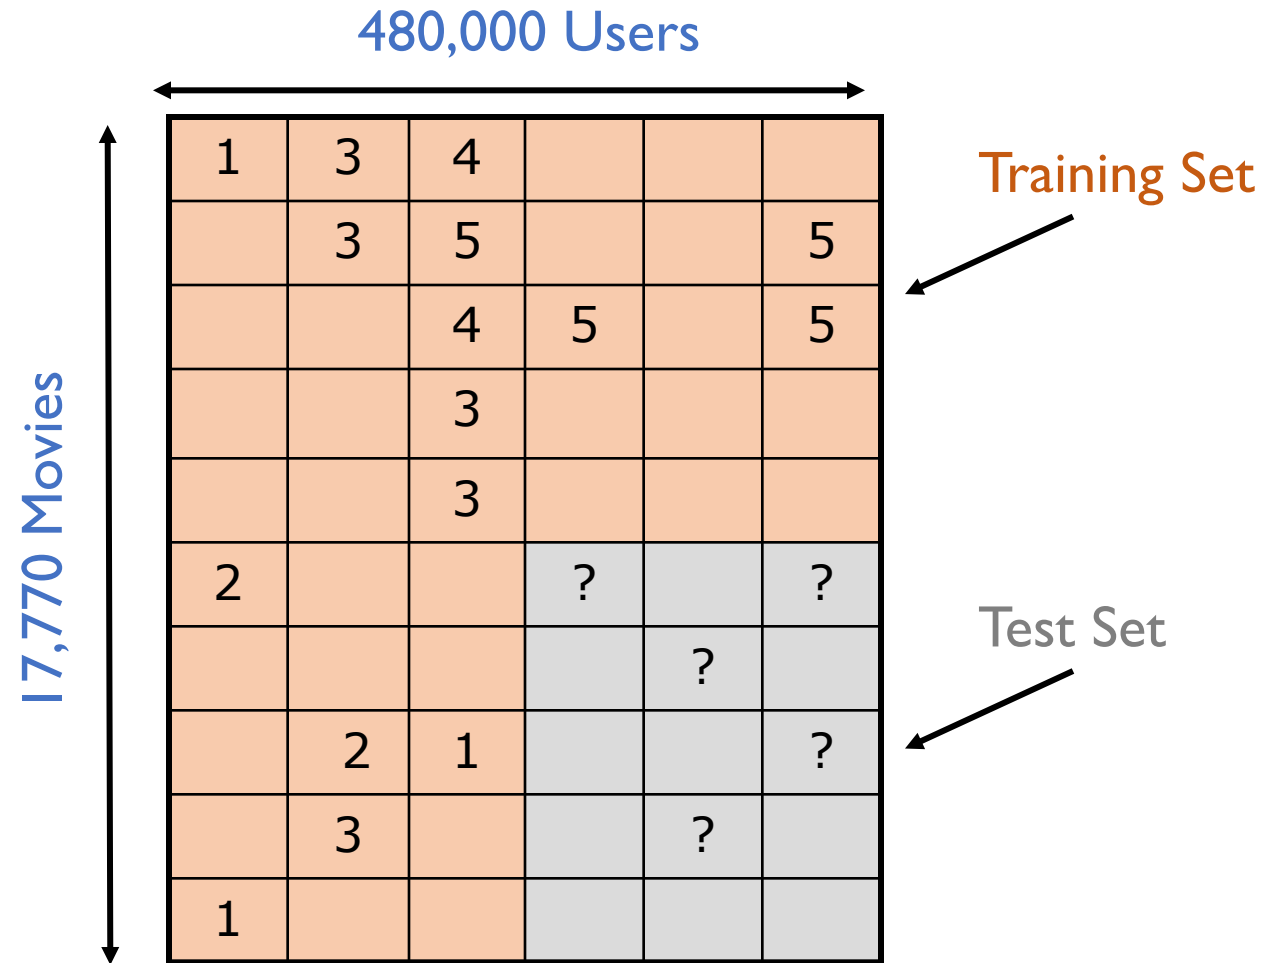 480,000 Users
17,770 Movies
Training Set
Test Set
1 3 4
3 5 5
4 5 5
3
3
2 ? ?
?
2 1 ?
3 ?
1